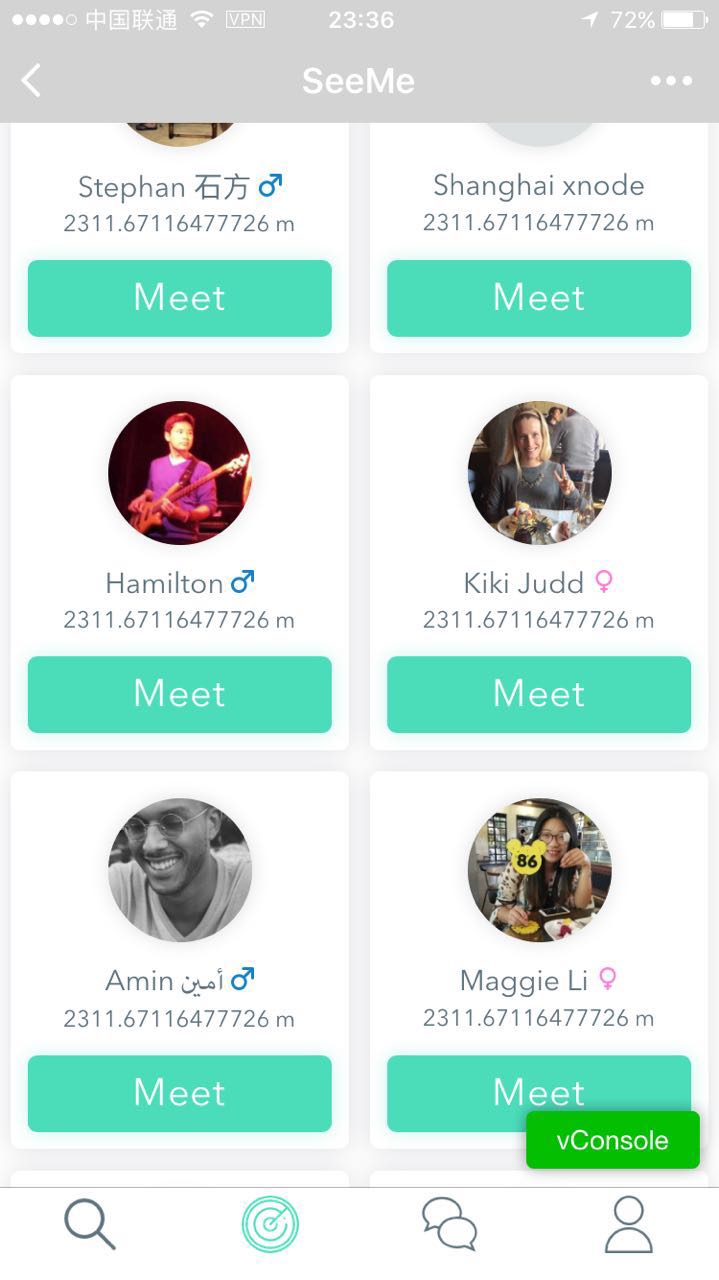 中国联通 VPN 23:36 72%
SeeMe
Stephan 石方 Shanghai xnode
2311.67116477726 m 2311.67116477726 m
Meet Meet
Hamilton Kiki Judd
2311.67116477726 m 2311.67116477726 m
Meet Meet
86
Amin أمين Maggie Li
2311.67116477726 m 2311.67116477726 m
Meet Meet
vConsole